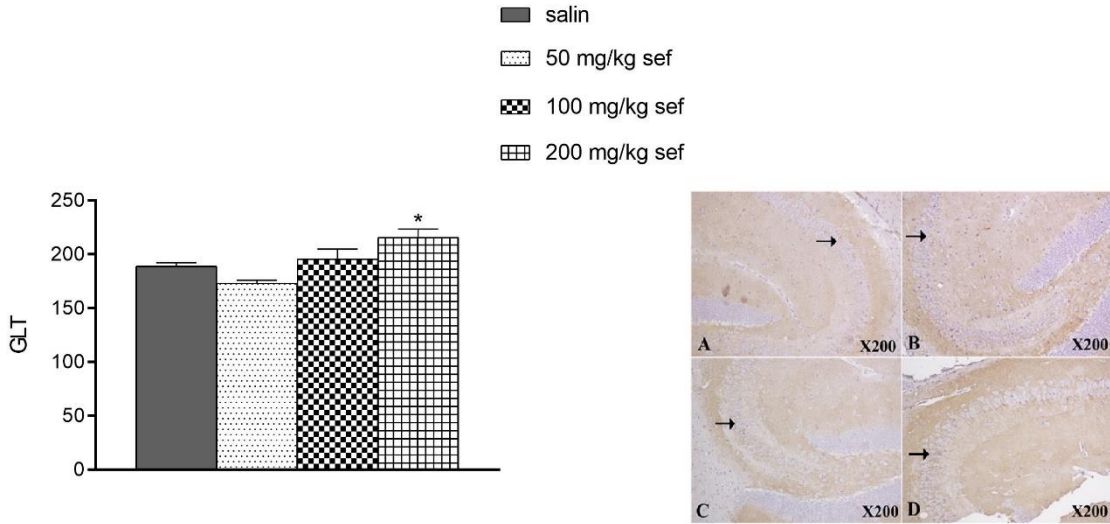 salin
50 mg/kg sef
100 mg/kg sef
200 mg/kg sef
250
200
150
100
50
0
GLT
*
A X200
B X200
C X200
D X200